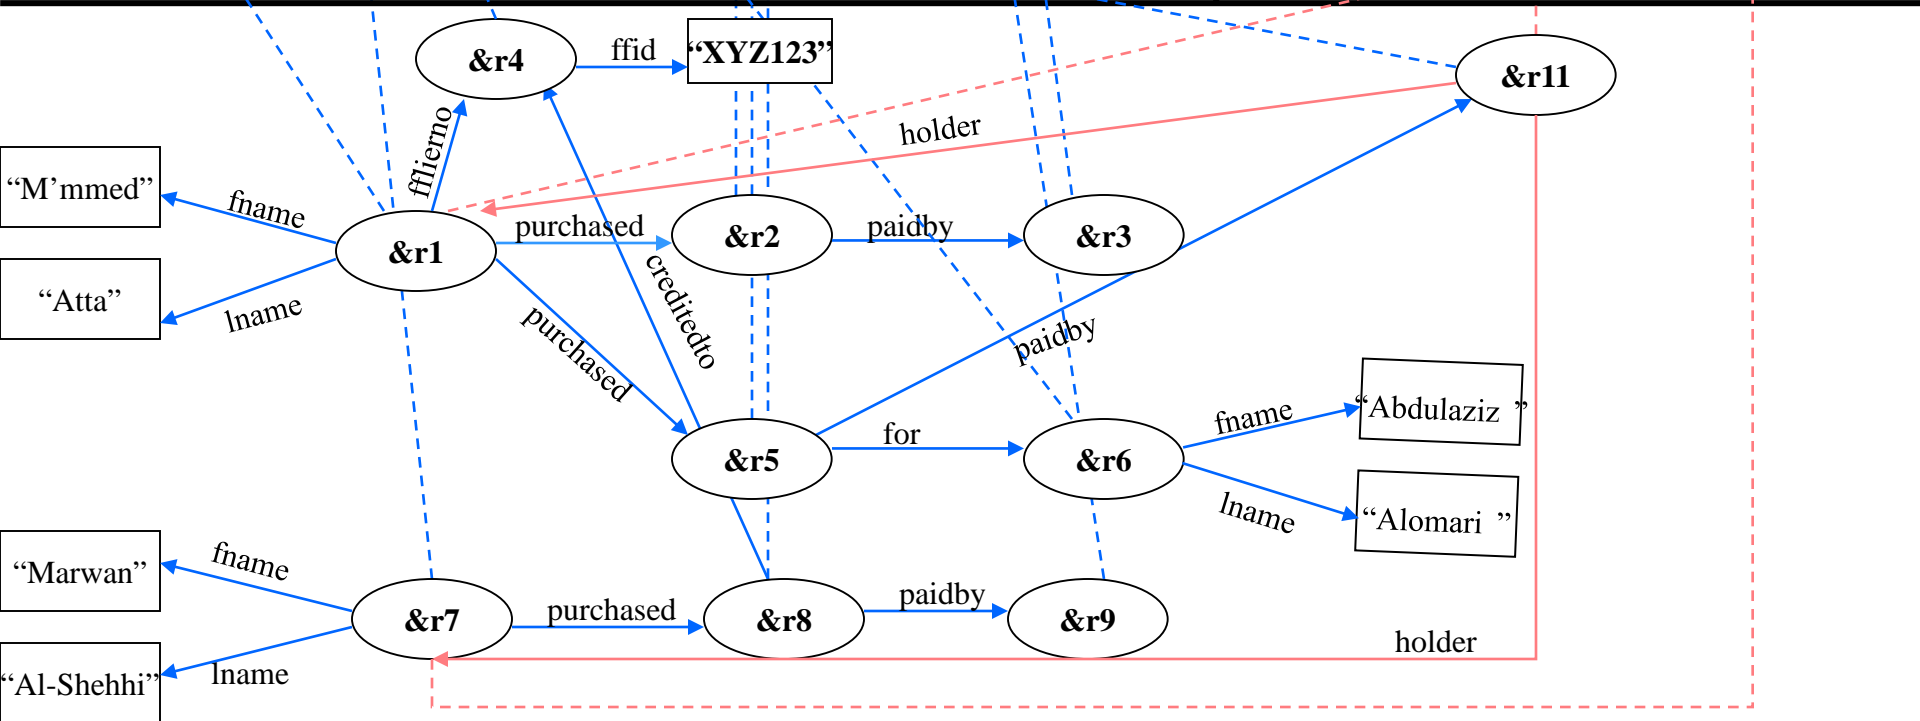 &r4
ffid
“XYZ123”
&r11
holder
fflierno
“M’mmed”
fname
purchased
&r2
paidby
&r3
&r1
“Atta”
lname
creditedto
purchased
paidby
“Abdulaziz ”
fname
for
&r5
&r6
lname
“Alomari ”
“Marwan”
fname
purchased
paidby
&r7
&r8
&r9
holder
lname
“Al-Shehhi”